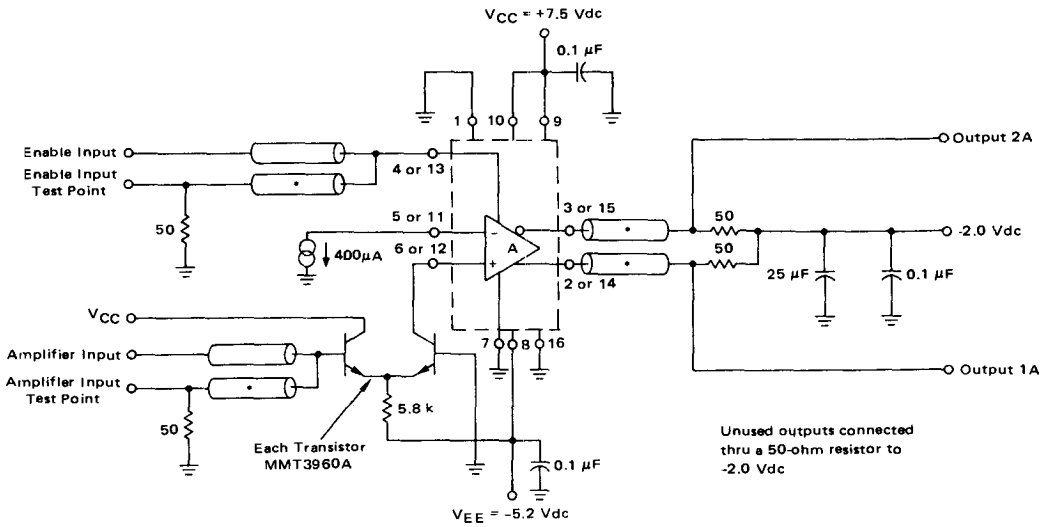 VCC = +7.5 Vdc
0.1 µF
1
10
9
Enable Input
4 or 13
Enable Input
Test Point
*
50
5 or 11
3 or 15
Output 2A
400µA
6 or 12
−
+
A
*
50
50
-2.0 Vdc
*
2 or 14
25 µF
0.1 µF
VCC
7
8
16
Amplifier Input
Amplifier Input
Test Point
*
50
5.8 k
Output 1A
Each Transistor
MMT3960A
0.1 µF
VEE = -5.2 Vdc
Unused outputs connected
thru a 50-ohm resistor to
-2.0 Vdc